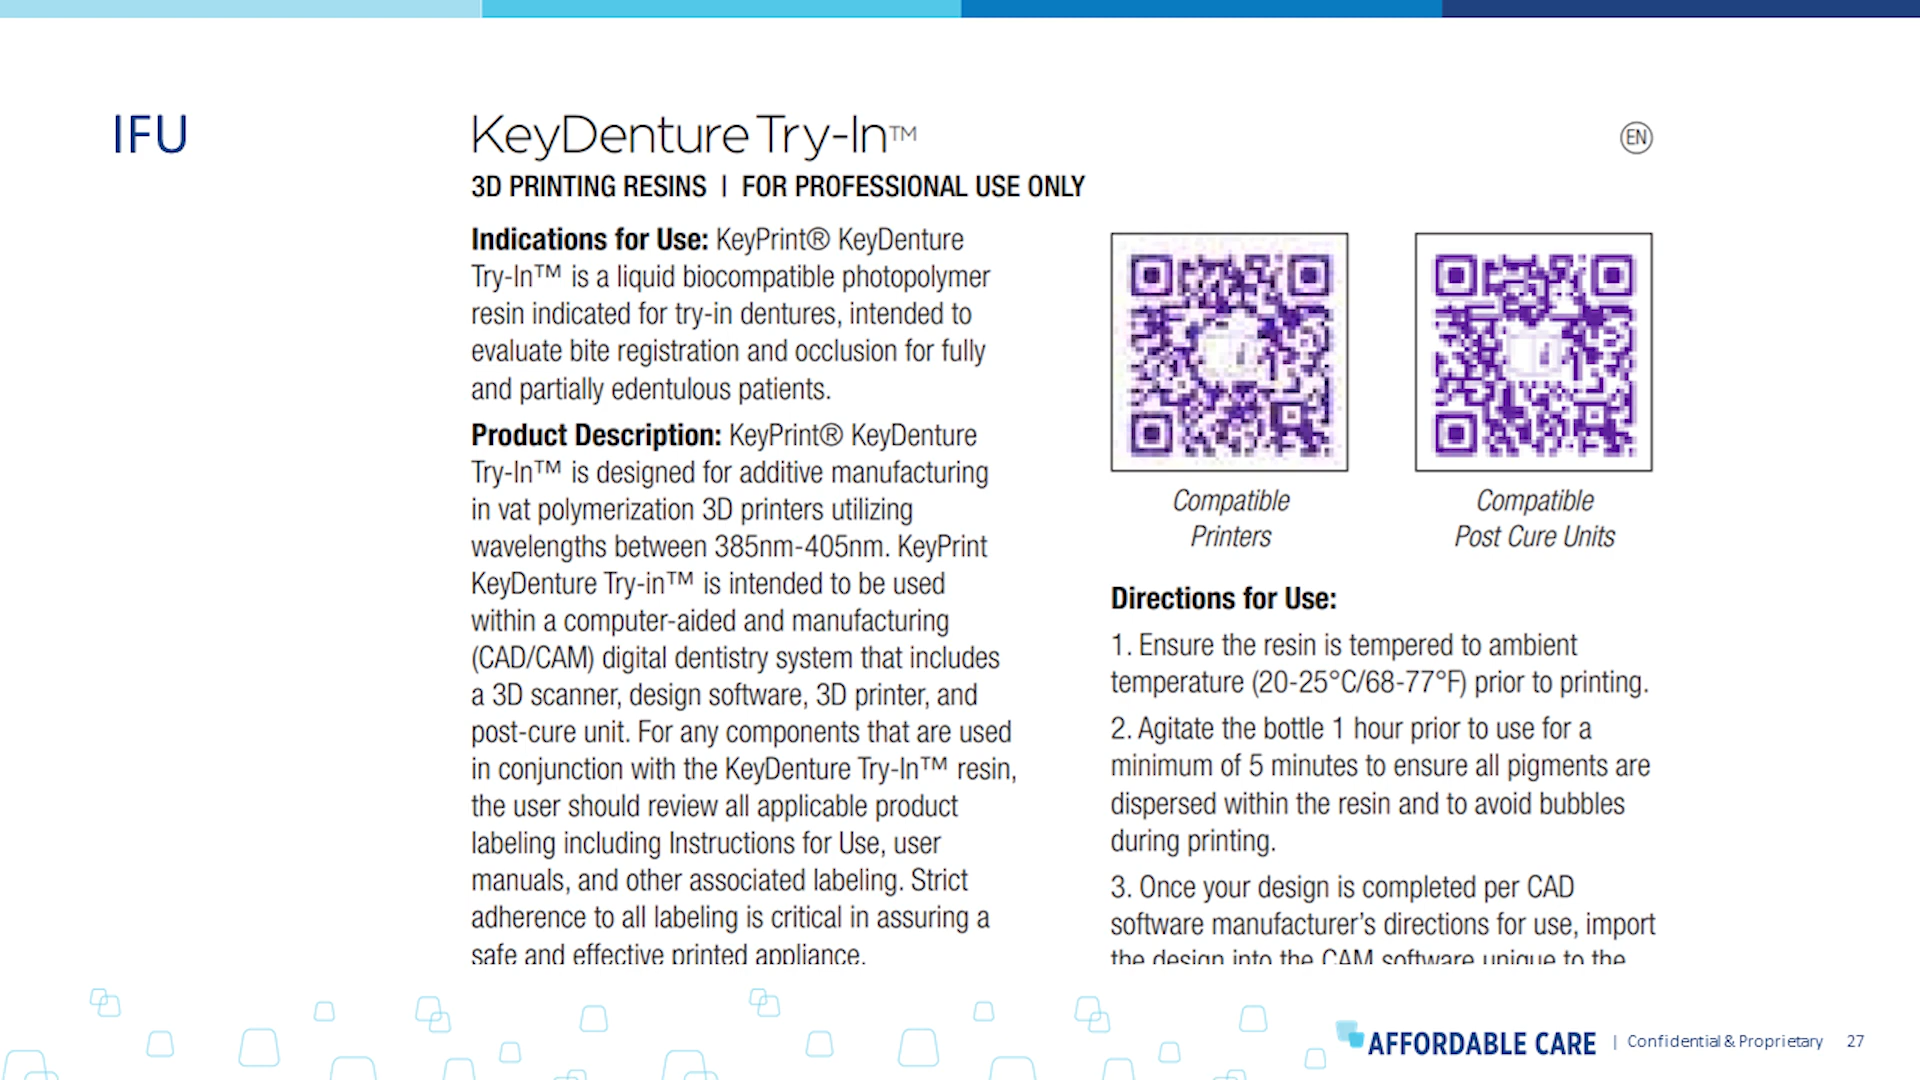 IFU
KeyDenture Try-In™
EN
3D PRINTING RESINS | FOR PROFESSIONAL USE ONLY
Indications for Use: KeyPrint® KeyDenture
Try-In™ is a liquid biocompatible photopolymer
resin indicated for try-in dentures, intended to
evaluate bite registration and occlusion for fully
and partially edentulous patients.
Product Description: KeyPrint® KeyDenture
Try-In™ is designed for additive manufacturing
in vat polymerization 3D printers utilizing
wavelengths between 385nm-405nm. KeyPrint
KeyDenture Try-in™ is intended to be used
within a computer-aided and manufacturing
(CAD/CAM) digital dentistry system that includes
a 3D scanner, design software, 3D printer, and
post-cure unit. For any components that are used
in conjunction with the KeyDenture Try-In™ resin,
the user should review all applicable product
labeling including Instructions for Use, user
manuals, and other associated labeling. Strict
adherence to all labeling is critical in assuring a
safe and effective printed appliance.
Compatible
Printers
Compatible
Post Cure Units
Directions for Use:
1. Ensure the resin is tempered to ambient
temperature (20-25°C/68-77°F) prior to printing.
2. Agitate the bottle 1 hour prior to use for a
minimum of 5 minutes to ensure all pigments are
dispersed within the resin and to avoid bubbles
during printing.
3. Once your design is completed per CAD
software manufacturer's directions for use, import
the design into the CAM software unique to the
AFFORDABLE CARE | Confidential & Proprietary 27